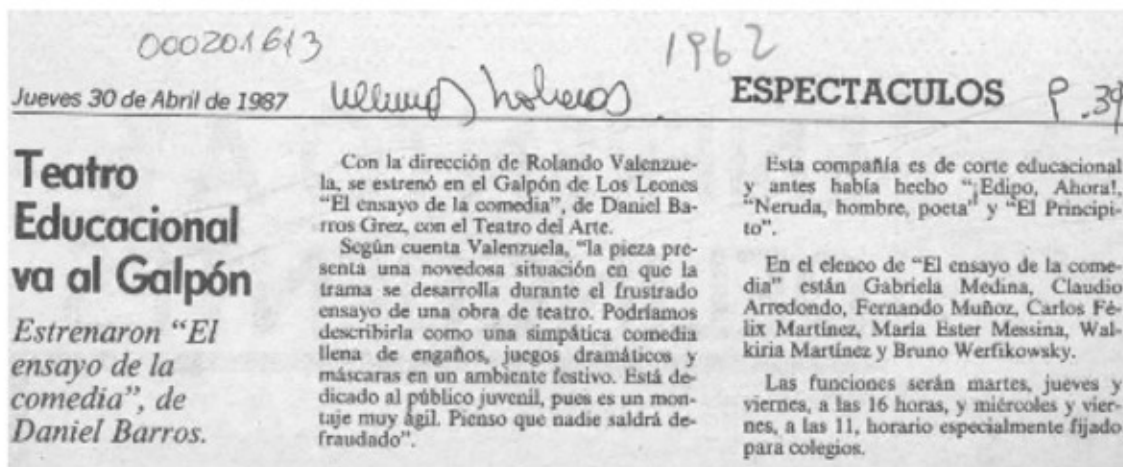 000201613
1962
Jueves 30 de Abril de 1987
ESPECTACULOS
P. 39
Teatro
Educacional
va al Galpón
Estrenaron “El
ensayo de la
comedia”, de
Daniel Barros.
Con la dirección de Rolando Valenzue-
la, se estrenó en el Galpón de Los Leones
“El ensayo de la comedia”, de Daniel Ba-
rros Grez, con el Teatro del Arte.
Según cuenta Valenzuela, “la pieza pre-
senta una novedosa situación en que la
trama se desarrolla durante el frustrado
ensayo de una obra de teatro. Podríamos
describirla como una simpática comedia
llena de engaños, juegos dramáticos y
máscaras en un ambiente festivo. Está de-
dicado al público juvenil, pues es un mon-
taje muy ágil. Pienso que nadie saldrá de-
fraudado”.
Esta compañía es de corte educacional
y antes había hecho “¡Edipo, Ahora!,
“Neruda, hombre, poeta” y “El Principi-
to”.
En el elenco de “El ensayo de la come-
dia” están Gabriela Medina, Claudio
Arredondo, Fernando Muñoz, Carlos Fé-
lix Martínez, María Ester Messina, Wal-
kiria Martínez y Bruno Werfikowsky.
Las funciones serán martes, jueves y
viernes, a las 16 horas, y miércoles y vier-
nes, a las 11, horario especialmente fijado
para colegios.